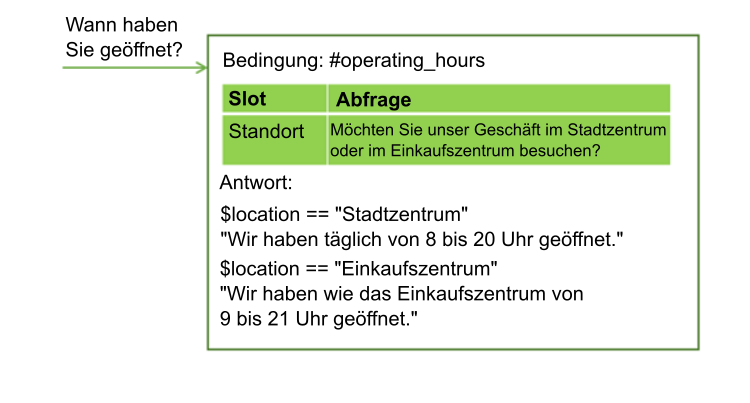 Wann haben
Sie geöffnet?
Bedingung: #operating_hours
Slot Abfrage
Standort Möchten Sie unser Geschäft im Stadtzentrum
oder im Einkaufszentrum besuchen?
Antwort:
$location == "Stadtzentrum"
"Wir haben täglich von 8 bis 20 Uhr geöffnet."
$location == "Einkaufszentrum"
"Wir haben wie das Einkaufszentrum von
9 bis 21 Uhr geöffnet."